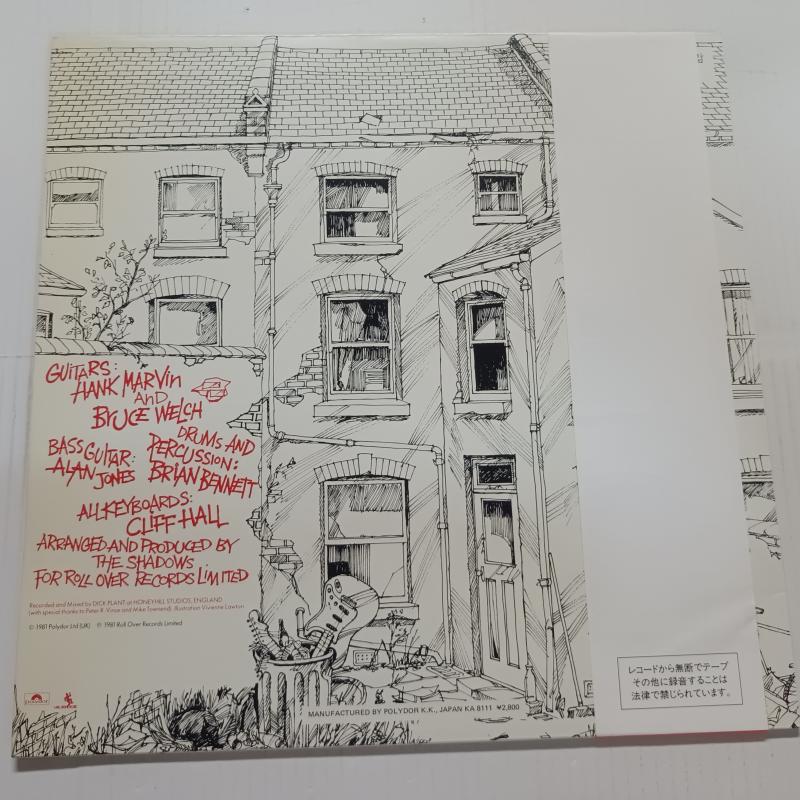 GUITARS:
HANK MARVIN
AND
BRUCE WELCH
BASS GUITAR:
ALAN JONES
DRUMS AND
PERCUSSION:
BRIAN BENNETT
ALL KEYBOARDS:
CLIFF HALL
ARRANGED AND PRODUCED BY
THE SHADOWS
FOR ROLL OVER RECORDS LIMITED
Recorded and Mixed by DICK PLANT at HONEYHILL STUDIOS, ENGLAND
(with special thanks to Peter R. Vince and Mike Townend). Illustration Vivienne Lawton
© 1981 Polydor Ltd (UK) ℗ 1981 Roll Over Records Limited
polydor
MANUFACTURED BY POLYDOR K.K., JAPAN KA 8111 ¥2,800
レコードから無断でテープ
その他に録音することは
法律で禁じられています。